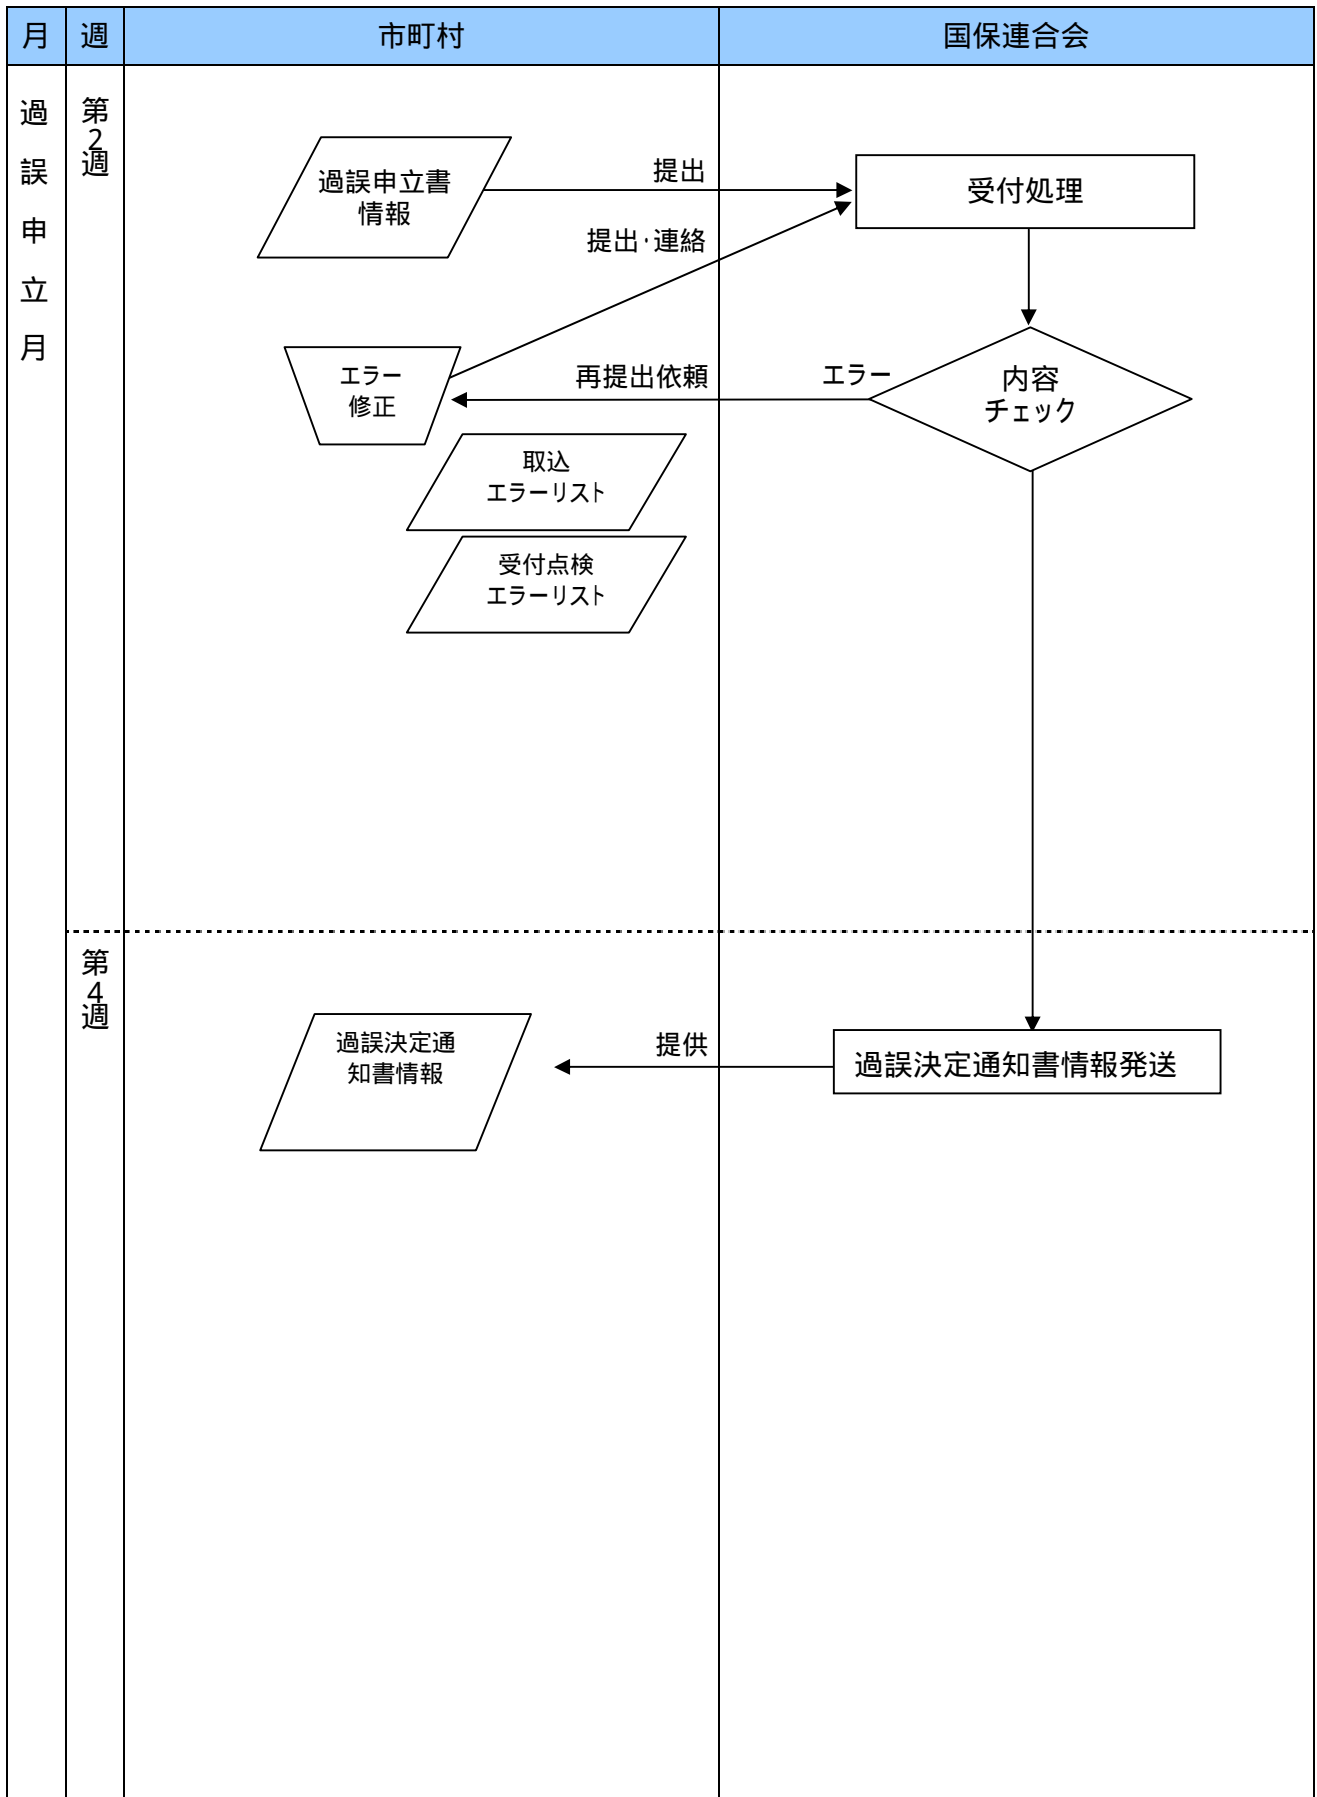 月 週 市町村 国保連合会
過誤申立月
第2週
過誤申立書
情報
提出
受付処理
提出・連絡
エラー
修正
再提出依頼
エラー
内容
チェック
取込
エラーリスト
受付点検
エラーリスト
第4週
過誤決定通
知書情報
提供
過誤決定通知書情報発送